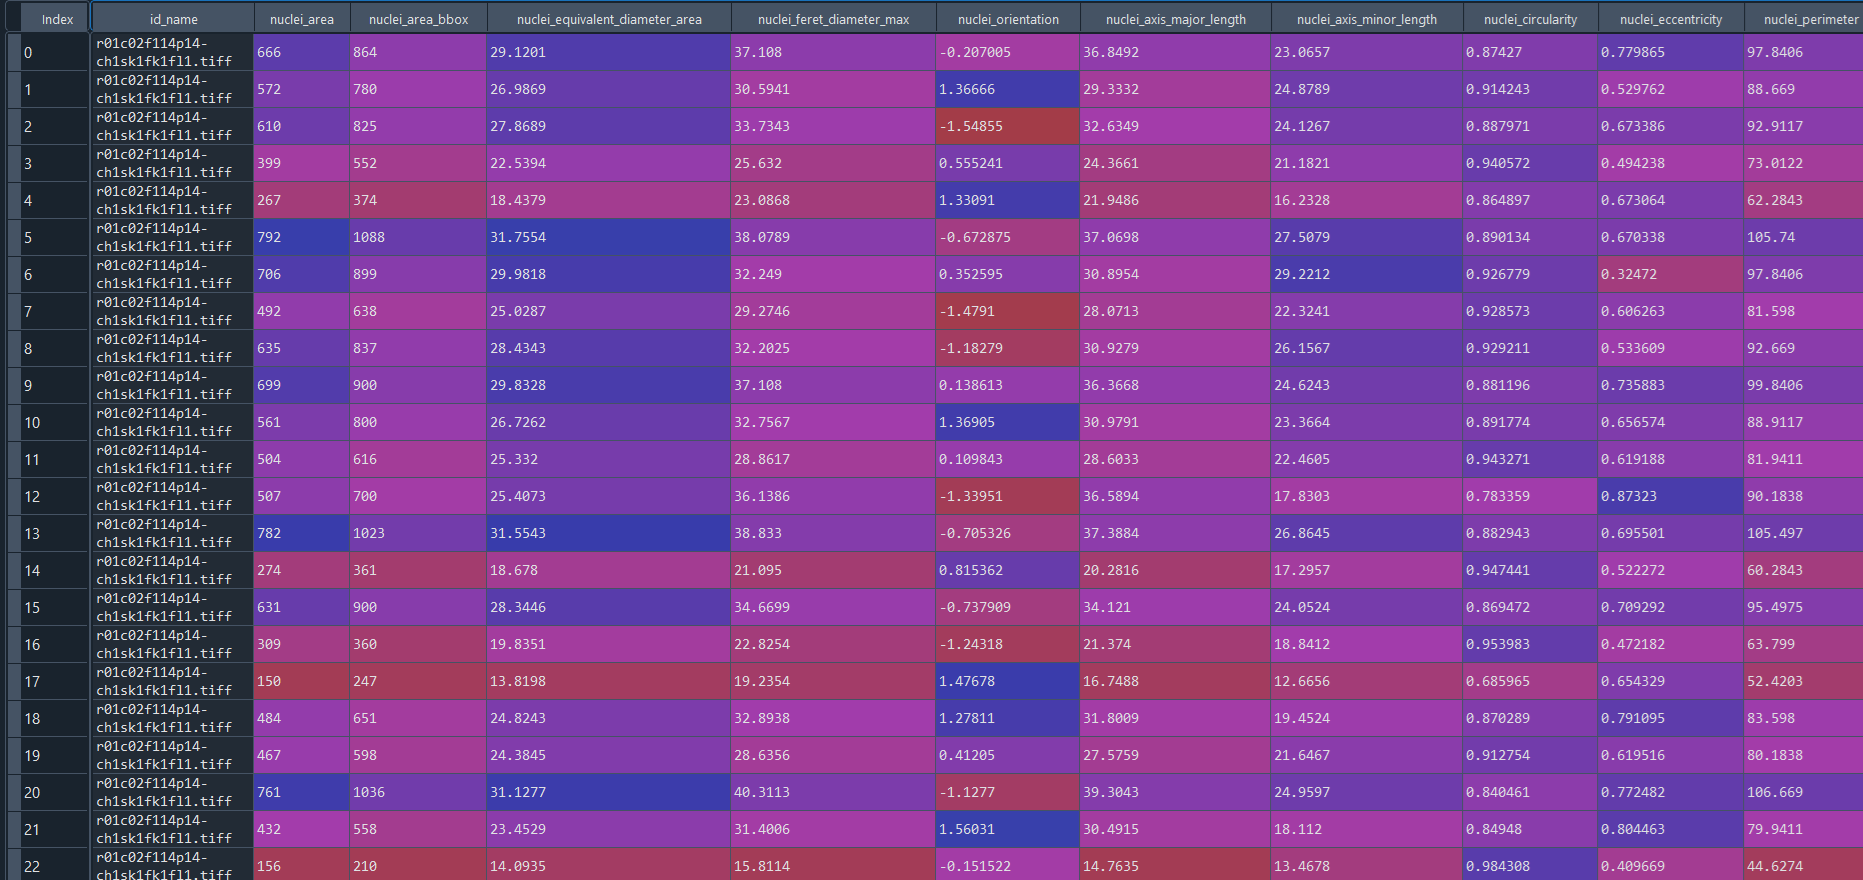 Index id_name nuclei_area nuclei_area_bbox nuclei_equivalent_diameter_area nuclei_feret_diameter_max nuclei_orientation nuclei_axis_major_length nuclei_axis_minor_length nuclei_circularity nuclei_eccentricity nuclei_perimeter
0 r01c02f114p14-ch1sk1fk1fl1.tiff 666 864 29.1201 37.108 -0.207005 36.8492 23.0657 0.87427 0.779865 97.8406
1 r01c02f114p14-ch1sk1fk1fl1.tiff 572 780 26.9869 30.5941 1.36666 29.3332 24.8789 0.914243 0.529762 88.669
2 r01c02f114p14-ch1sk1fk1fl1.tiff 610 825 27.8689 33.7343 -1.54855 32.6349 24.1267 0.887971 0.673386 92.9117
3 r01c02f114p14-ch1sk1fk1fl1.tiff 399 552 22.5394 25.632 0.555241 24.3661 21.1821 0.940572 0.494238 73.0122
4 r01c02f114p14-ch1sk1fk1fl1.tiff 267 374 18.4379 23.0868 1.33091 21.9486 16.2328 0.864897 0.673064 62.2843
5 r01c02f114p14-ch1sk1fk1fl1.tiff 792 1088 31.7554 38.0789 -0.672875 37.0698 27.5079 0.890134 0.670338 105.74
6 r01c02f114p14-ch1sk1fk1fl1.tiff 706 899 29.9818 32.249 0.352595 30.8954 29.2212 0.926779 0.32472 97.8406
7 r01c02f114p14-ch1sk1fk1fl1.tiff 492 638 25.0287 29.2746 -1.4791 28.0713 22.3241 0.928573 0.606263 81.598
8 r01c02f114p14-ch1sk1fk1fl1.tiff 635 837 28.4343 32.2025 -1.18279 30.9279 26.1567 0.929211 0.533609 92.669
9 r01c02f114p14-ch1sk1fk1fl1.tiff 699 900 29.8328 37.108 0.138613 36.3668 24.6243 0.881196 0.735883 99.8406
10 r01c02f114p14-ch1sk1fk1fl1.tiff 561 800 26.7262 32.7567 1.36905 30.9791 23.3664 0.891774 0.656574 88.9117
11 r01c02f114p14-ch1sk1fk1fl1.tiff 504 616 25.332 28.8617 0.109843 28.6033 22.4605 0.943271 0.619188 81.9411
12 r01c02f114p14-ch1sk1fk1fl1.tiff 507 700 25.4073 36.1386 -1.33951 36.5894 17.8303 0.783359 0.87323 90.1838
13 r01c02f114p14-ch1sk1fk1fl1.tiff 782 1023 31.5543 38.833 -0.705326 37.3884 26.8645 0.882943 0.695501 105.497
14 r01c02f114p14-ch1sk1fk1fl1.tiff 274 361 18.678 21.095 0.815362 20.2816 17.2957 0.947441 0.522272 60.2843
15 r01c02f114p14-ch1sk1fk1fl1.tiff 631 900 28.3446 34.6699 -0.737909 34.121 24.0524 0.869472 0.709292 95.4975
16 r01c02f114p14-ch1sk1fk1fl1.tiff 309 360 19.8351 22.8254 -1.24318 21.374 18.8412 0.953983 0.472182 63.799
17 r01c02f114p14-ch1sk1fk1fl1.tiff 150 247 13.8198 19.2354 1.47678 16.7488 12.6656 0.685965 0.654329 52.4203
18 r01c02f114p14-ch1sk1fk1fl1.tiff 484 651 24.8243 32.8938 1.27811 31.8009 19.4524 0.870289 0.791095 83.598
19 r01c02f114p14-ch1sk1fk1fl1.tiff 467 598 24.3845 28.6356 0.41205 27.5759 21.6467 0.912754 0.619516 80.1838
20 r01c02f114p14-ch1sk1fk1fl1.tiff 761 1036 31.1277 40.3113 -1.1277 39.3043 24.9597 0.840461 0.772482 106.669
21 r01c02f114p14-ch1sk1fk1fl1.tiff 432 558 23.4529 31.4006 1.56031 30.4915 18.112 0.84948 0.804463 79.9411
22 r01c02f114p14-ch1sk1fk1fl1.tiff 156 210 14.0935 15.8114 -0.151522 14.7635 13.4678 0.984308 0.409669 44.6274